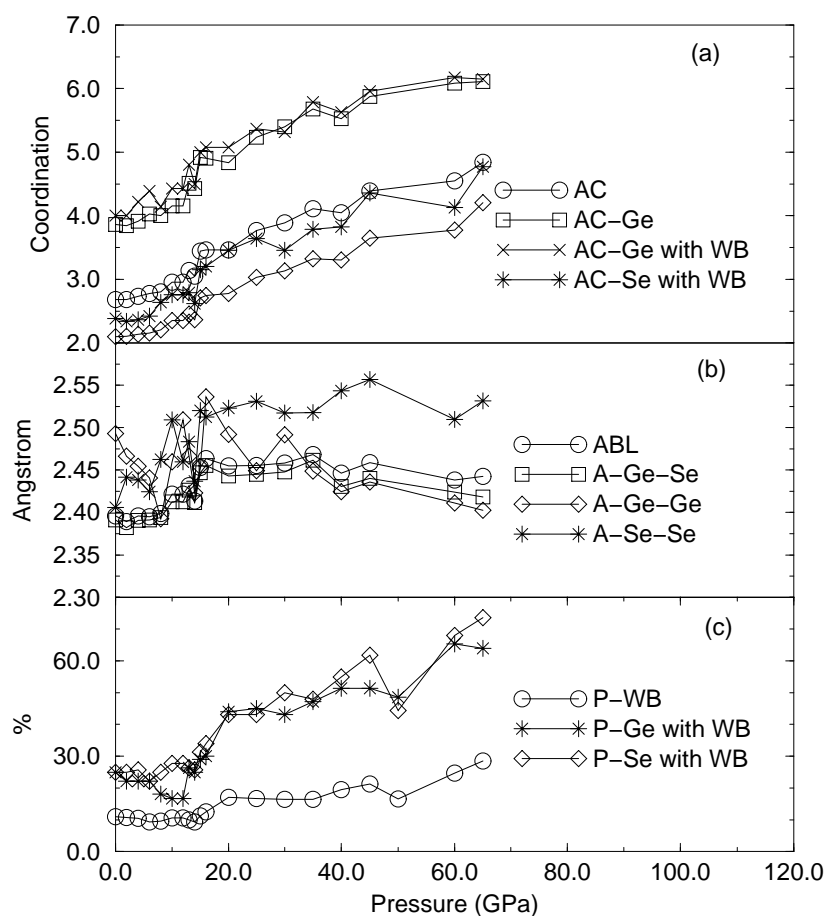 7.0
(a)
6.0
5.0
Coordination
4.0
3.0
2.0
AC
AC–Ge
AC–Ge with WB
AC–Se with WB
(b)
2.55
2.50
Angstrom
2.45
2.40
2.35
2.30
ABL
A–Ge–Se
A–Ge–Ge
A–Se–Se
(c)
60.0
%
30.0
0.0
P–WB
P–Ge with WB
P–Se with WB
0.0 20.0 40.0 60.0 80.0 100.0 120.0
Pressure (GPa)